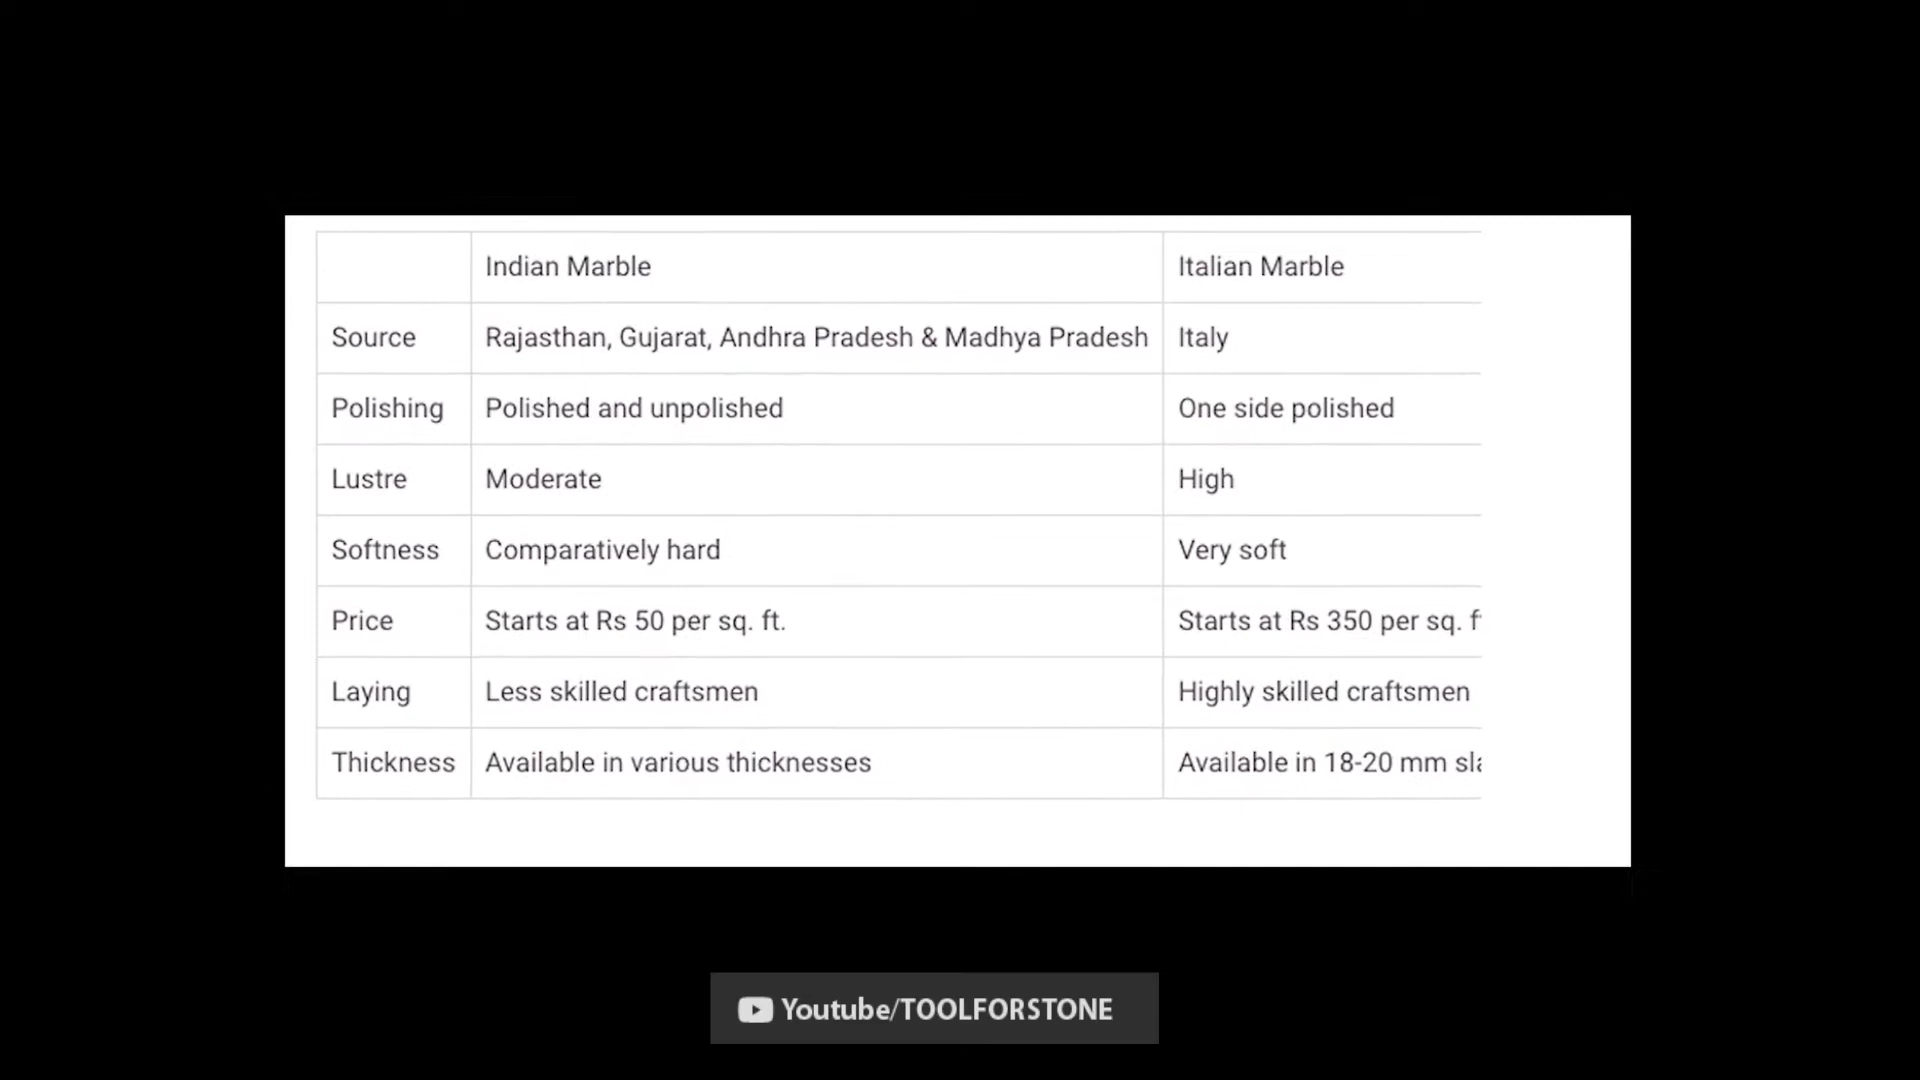 Indian Marble Italian Marble
Source Rajasthan, Gujarat, Andhra Pradesh & Madhya Pradesh Italy
Polishing Polished and unpolished One side polished
Lustre Moderate High
Softness Comparatively hard Very soft
Price Starts at Rs 50 per sq. ft. Starts at Rs 350 per sq.
Laying Less skilled craftsmen Highly skilled craftsmen
Thickness Available in various thicknesses Available in 18-20 mm
Youtube/TOOLFORSTONE